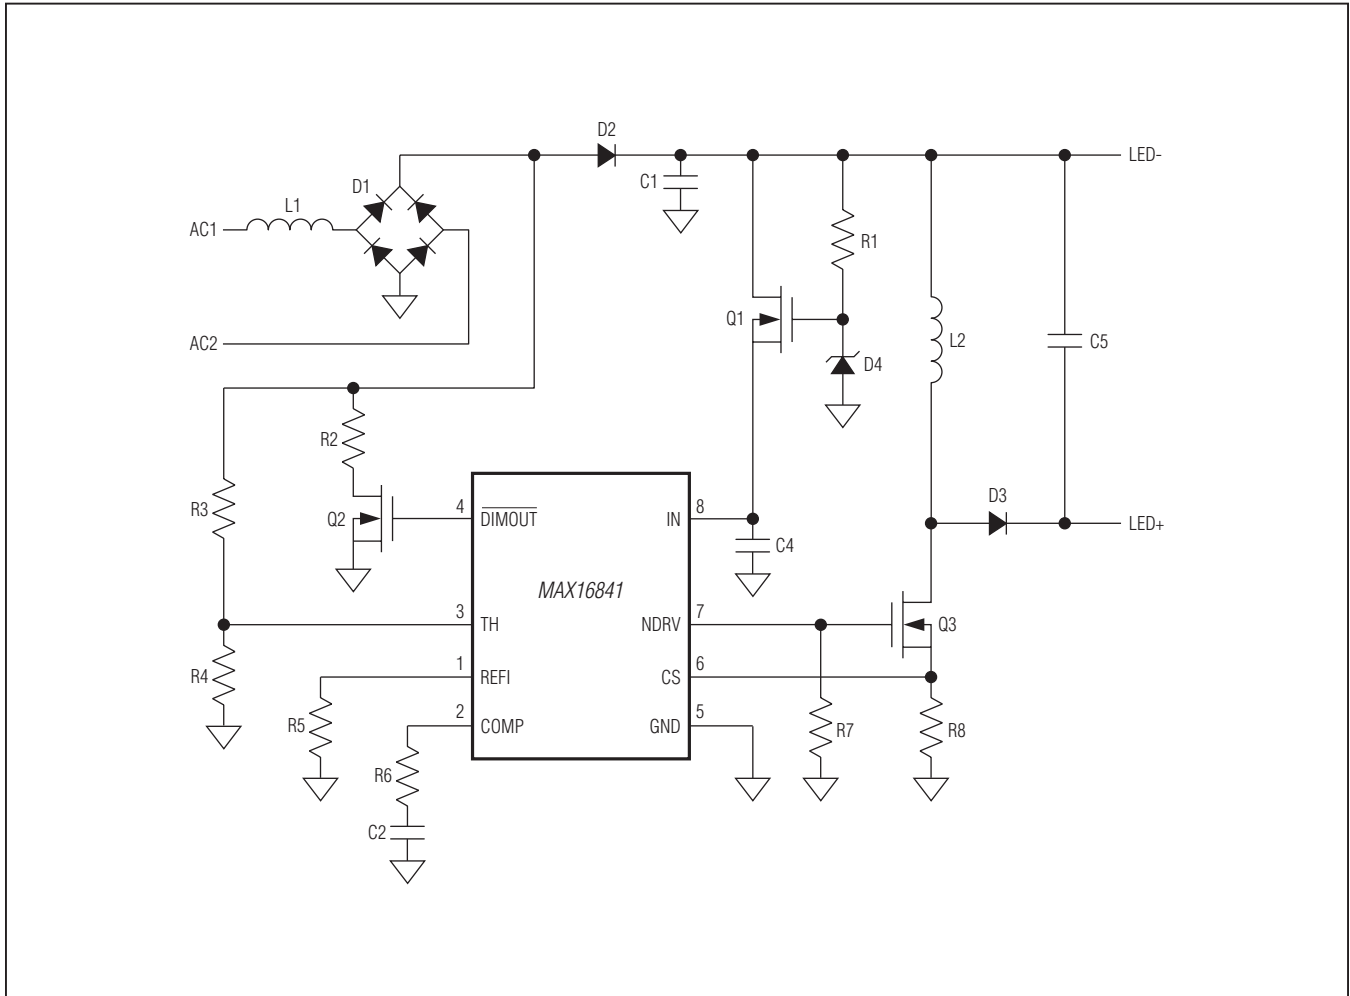 D2
LED-
D1
C1
L1
AC1
R1
Q1
AC2
L2
C5
D4
R2
R3
4
8
D3
Q2
DIMOUT
IN
LED+
C4
MAX16841
3
7
TH
NDRV
Q3
1
6
R4
REFI
CS
2
5
R5
COMP
GND
R7
R8
R6
C2